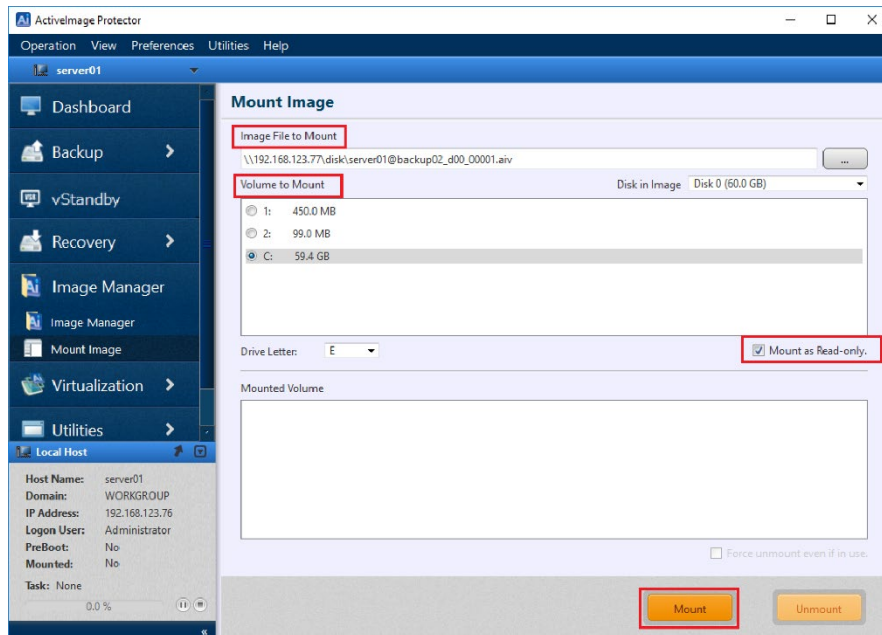 ActiveImage Protector
Operation View Preferences Utilities Help
server01
Dashboard
Backup
vStandby
Recovery
Image Manager
Image Manager
Mount Image
Virtualization
Utilities
Local Host
Host Name: server01
Domain: WORKGROUP
IP Address: 192.168.123.76
Logon User: Administrator
PreBoot: No
Mounted: No
Task: None
0.0 %
Mount Image
Image File to Mount
\\192.168.123.77\disk\server01@backup02_d00_00001.aiv
...
Volume to Mount
Disk in Image Disk 0 (60.0 GB)
1: 450.0 MB
2: 99.0 MB
C: 59.4 GB
Drive Letter: E
Mount as Read-only.
Mounted Volume
Force unmount even if in use.
Mount
Unmount